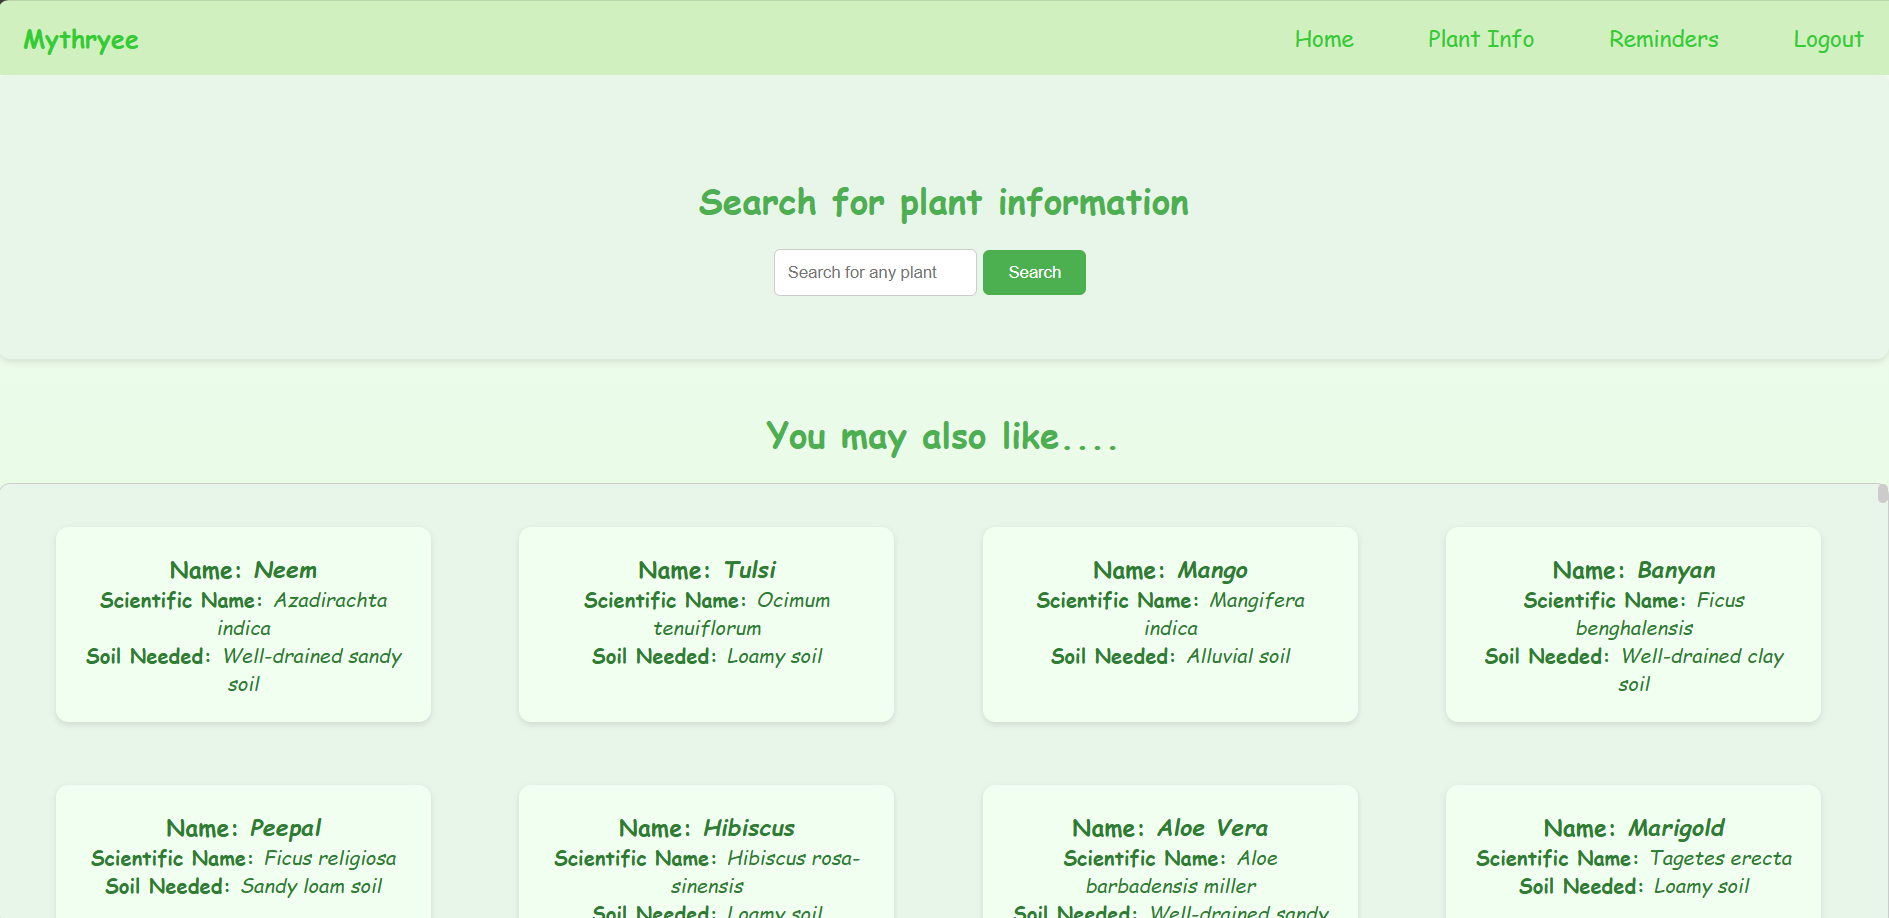 Mythryee
Home Plant Info Reminders Logout
Search for plant information
Search for any plant Search
You may also like....
Name: Neem
Scientific Name: Azadirachta
indica
Soil Needed: Well-drained sandy
soil
Name: Tulsi
Scientific Name: Ocimum
tenuiflorum
Soil Needed: Loamy soil
Name: Mango
Scientific Name: Mangifera
indica
Soil Needed: Alluvial soil
Name: Banyan
Scientific Name: Ficus
benghalensis
Soil Needed: Well-drained clay
soil
Name: Peepal
Scientific Name: Ficus religiosa
Soil Needed: Sandy loam soil
Name: Hibiscus
Scientific Name: Hibiscus rosa-
sinensis
Soil Needed: Loamy soil
Name: Aloe Vera
Scientific Name: Aloe
barbadensis miller
Soil Needed: Well-drained sandy
Name: Marigold
Scientific Name: Tagetes erecta
Soil Needed: Loamy soil